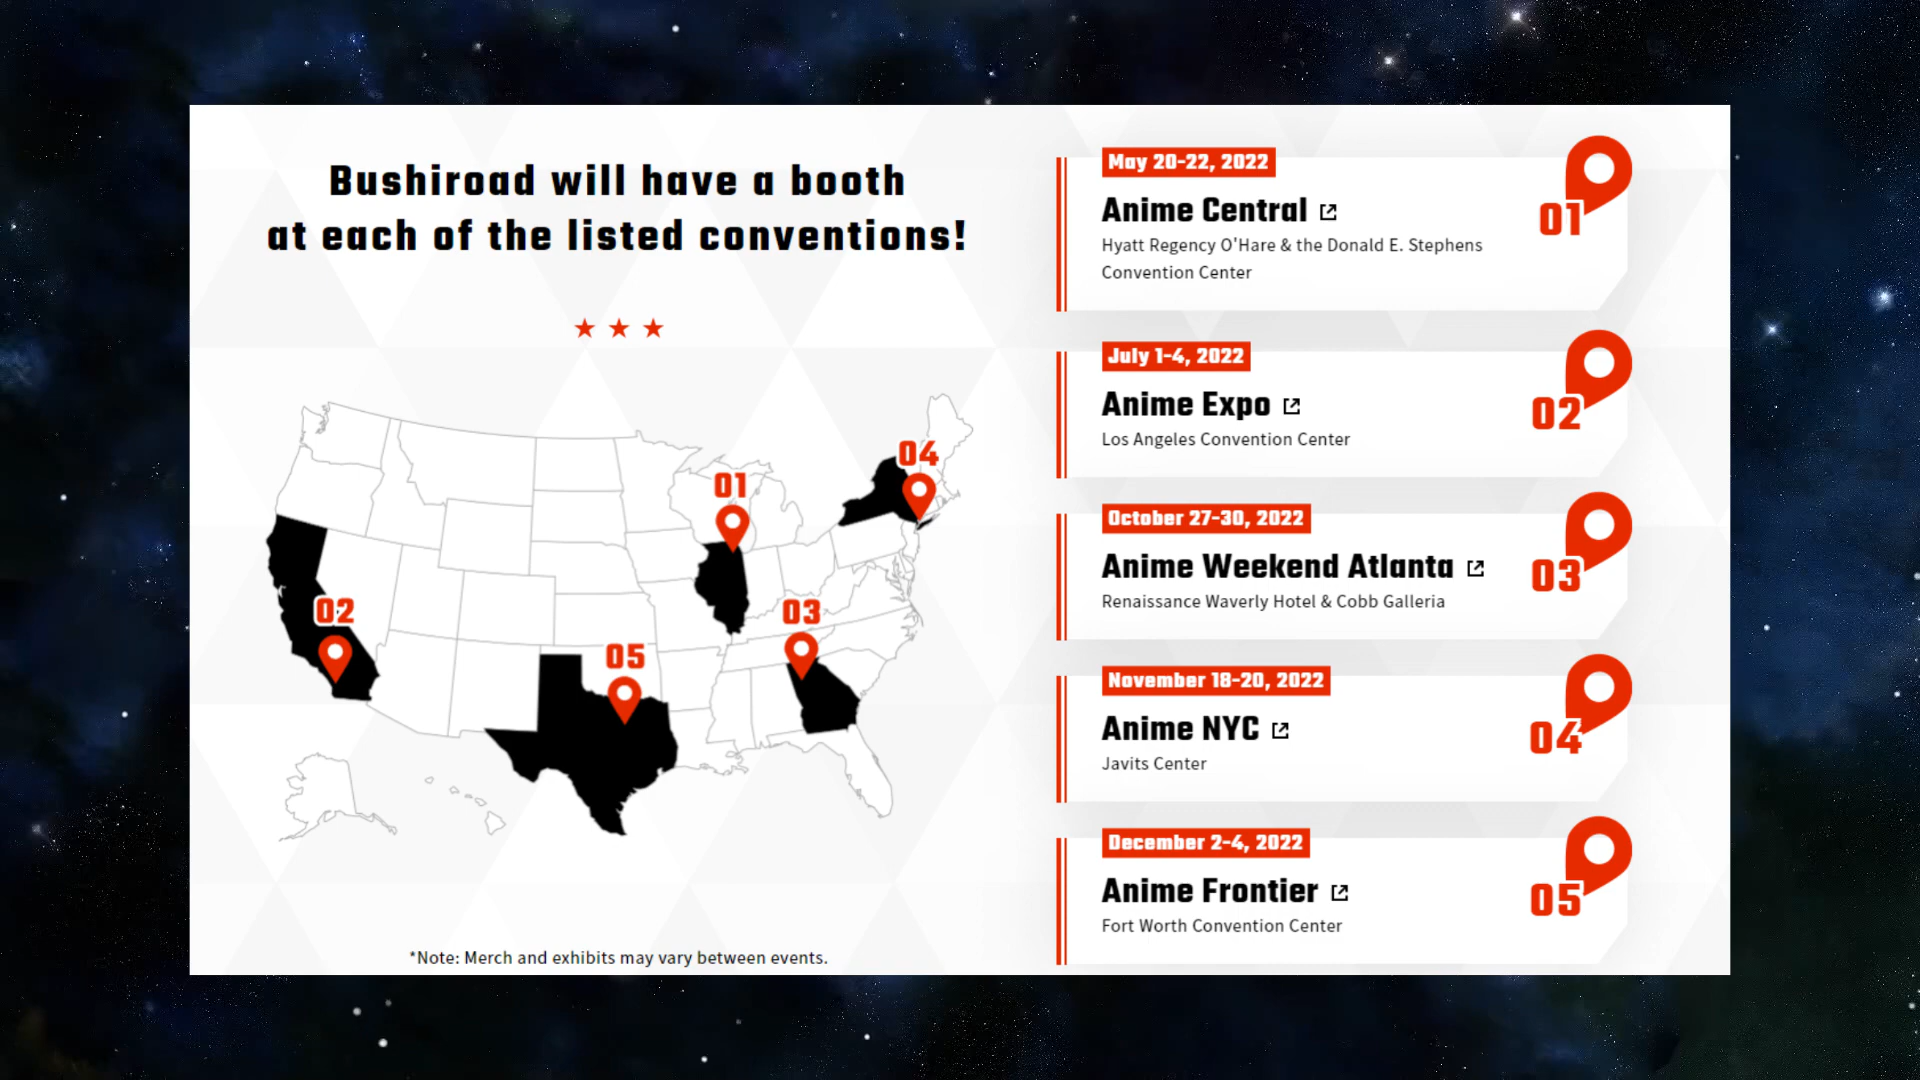 Bushiroad will have a booth
at each of the listed conventions!
01
02
03
04
05
*Note: Merch and exhibits may vary between events.
May 20-22, 2022
Anime Central
Hyatt Regency O'Hare & the Donald E. Stephens
Convention Center
01
July 1-4, 2022
Anime Expo
Los Angeles Convention Center
02
October 27-30, 2022
Anime Weekend Atlanta
Renaissance Waverly Hotel & Cobb Galleria
03
November 18-20, 2022
Anime NYC
Javits Center
04
December 2-4, 2022
Anime Frontier
Fort Worth Convention Center
05